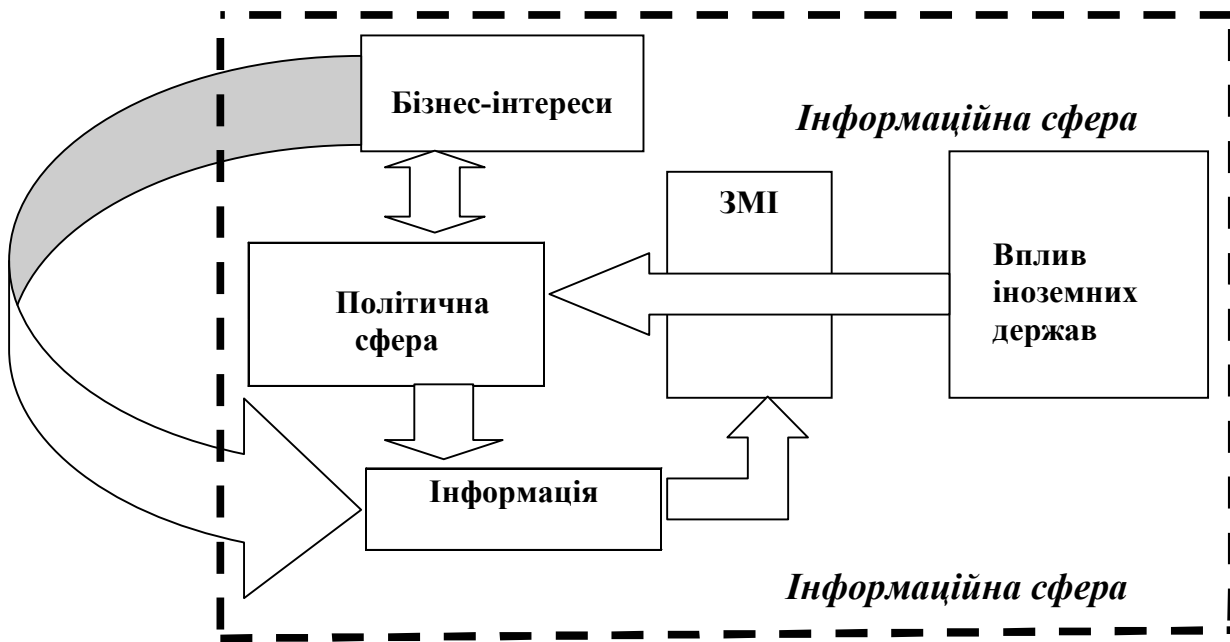 Бізнес-інтереси
Інформаційна сфера
ЗМІ
Вплив
іноземних
держав
Політична
сфера
Інформація
Інформаційна сфера